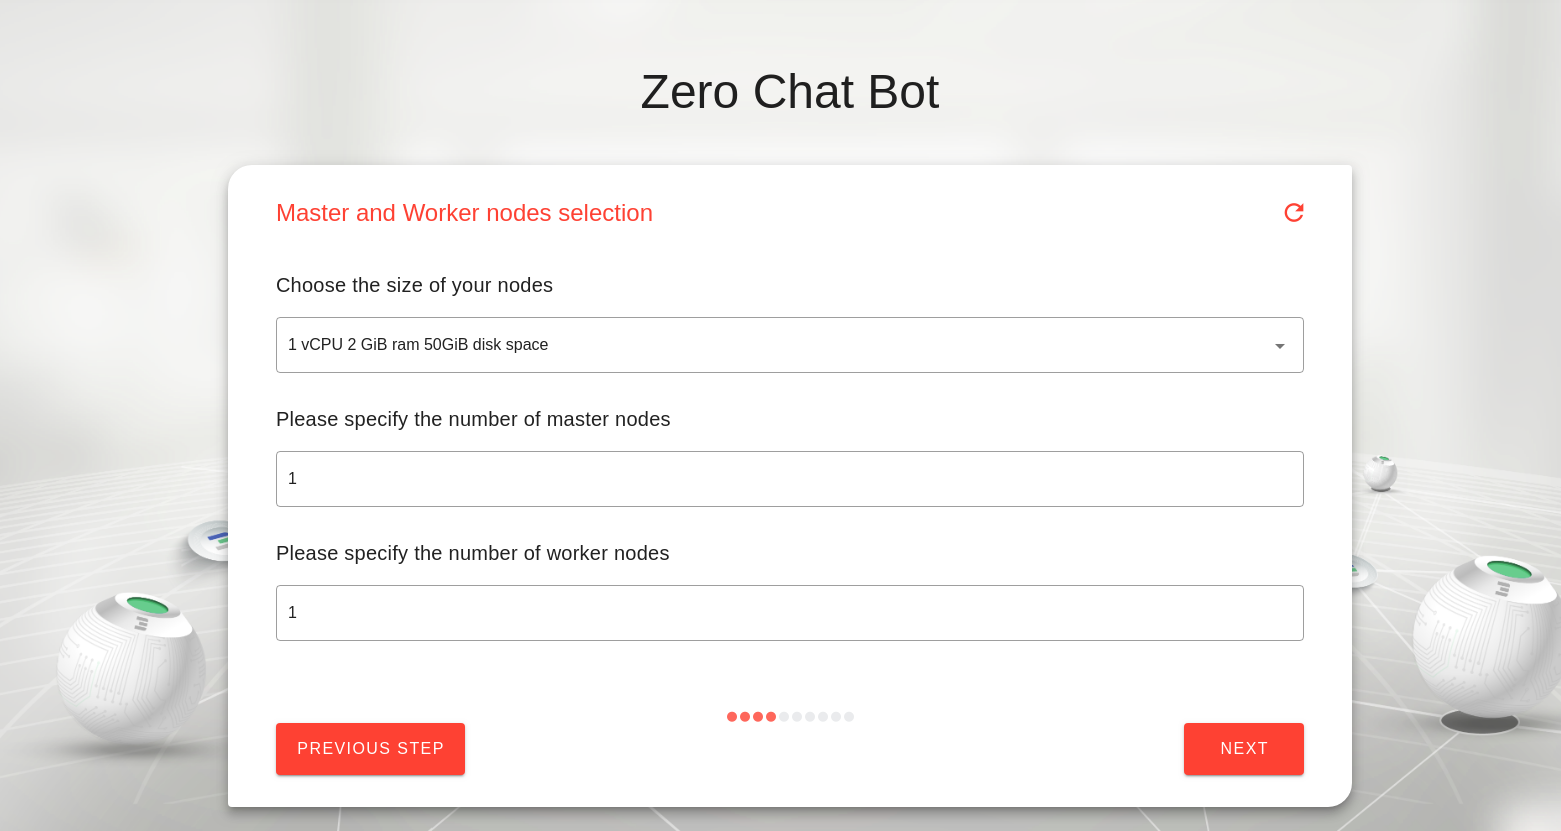 Zero Chat Bot
Master and Worker nodes selection
Choose the size of your nodes
1 vCPU 2 GiB ram 50GiB disk space
Please specify the number of master nodes
1
Please specify the number of worker nodes
1
PREVIOUS STEP
NEXT